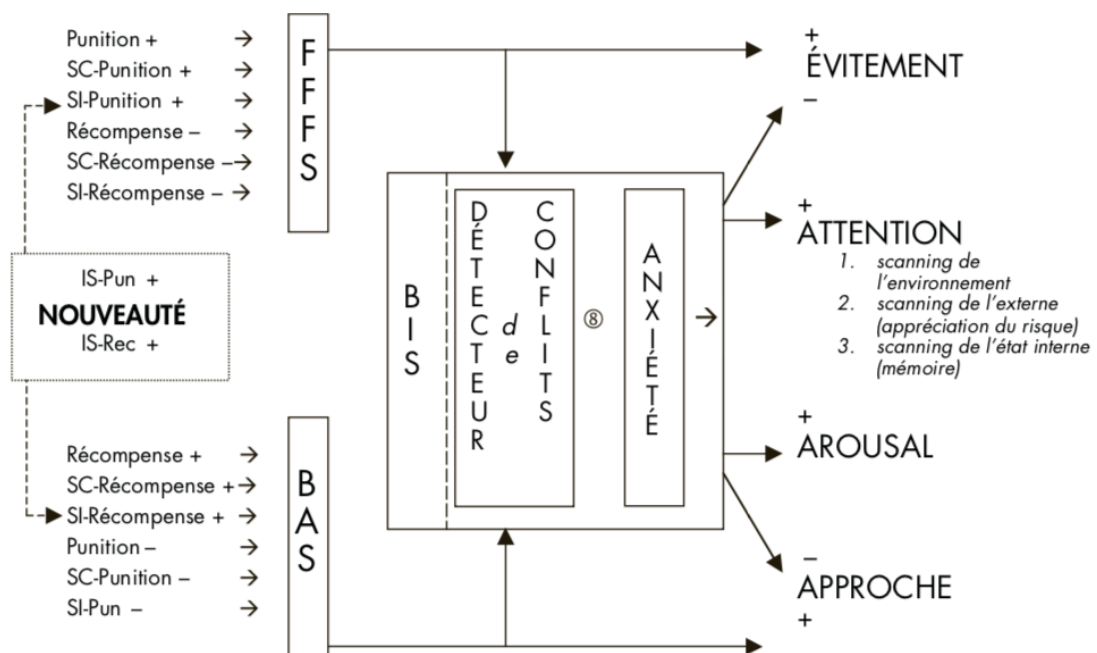 Punition + →
SC-Punition + →
SI-Punition + →
Récompense – →
SC-Récompense – →
SI-Récompense – →
FFFS
IS-Pun +
NOUVEAUTÉ
IS-Rec +
Récompense + →
SC-Récompense + →
SI-Récompense + →
Punition – →
SC-Punition – →
SI-Pun – →
BAS
BIS
DÉTECTEUR
de
CONFLITS
⑧
ANXIÉTÉ
→
+
ÉVITEMENT
–
+
ATTENTION
1. scanning de
l'environnement
2. scanning de l'externe
(appréciation du risque)
3. scanning de l'état interne
(mémoire)
+
AROUSAL
–
APPROCHE
+